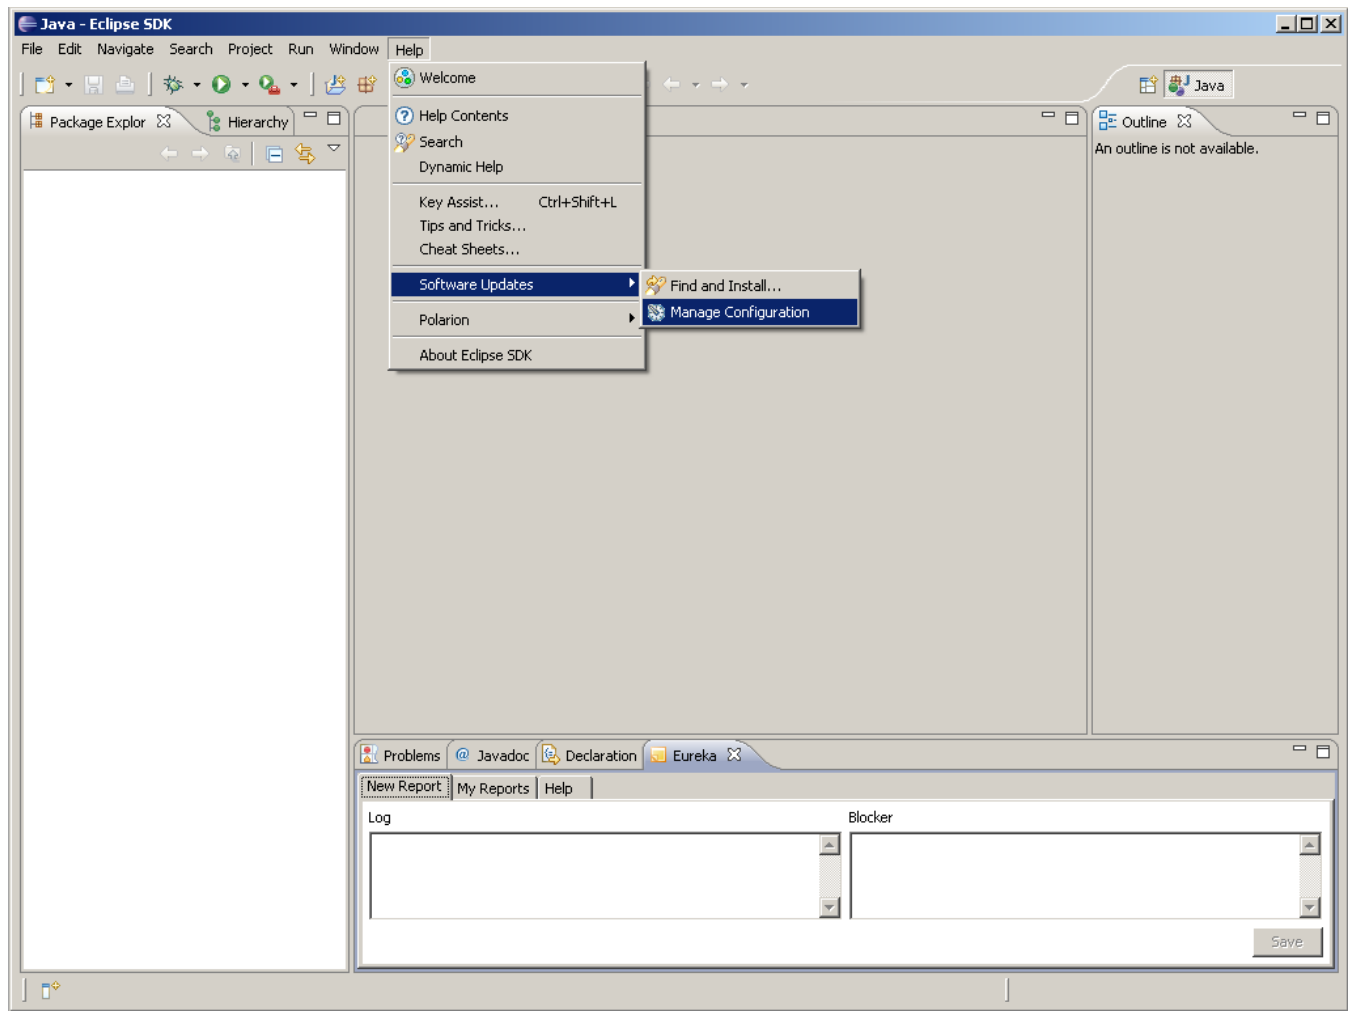 Java - Eclipse SDK
File Edit Navigate Search Project Run Window Help
Welcome
Java
Package Explor
Hierarchy
Help Contents
Outline
Search
An outline is not available.
Dynamic Help
Key Assist... Ctrl+Shift+L
Tips and Tricks...
Cheat Sheets...
Software Updates
Find and Install...
Manage Configuration
Polarion
About Eclipse SDK
Problems @ Javadoc Declaration Eureka
New Report My Reports Help
Log
Blocker
Save